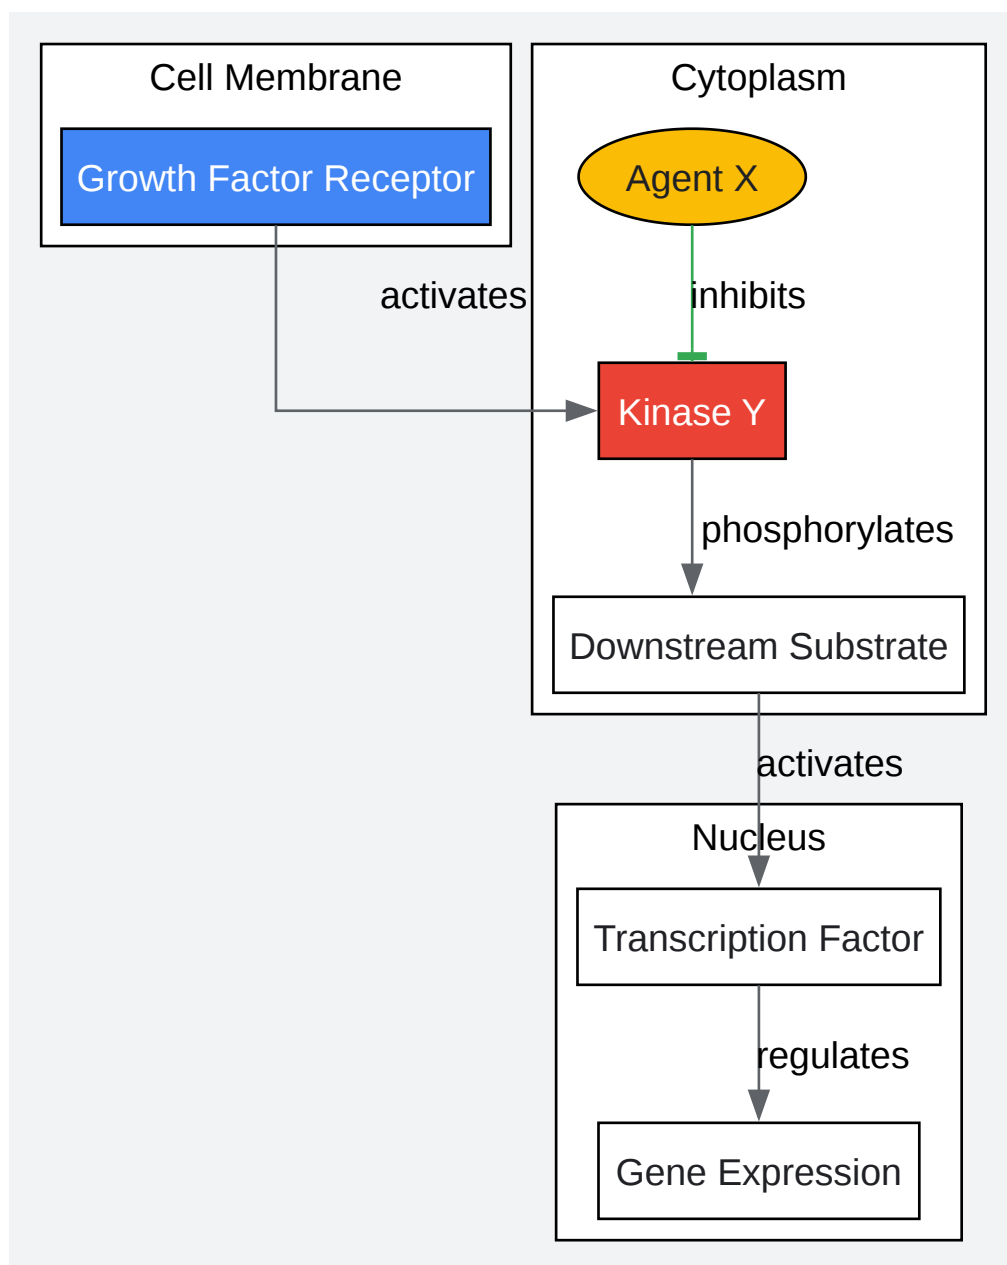 Cell Membrane
Growth Factor Receptor
activates
Cytoplasm
Agent X
inhibits
Kinase Y
phosphorylates
Downstream Substrate
activates
Nucleus
Transcription Factor
regulates
Gene Expression